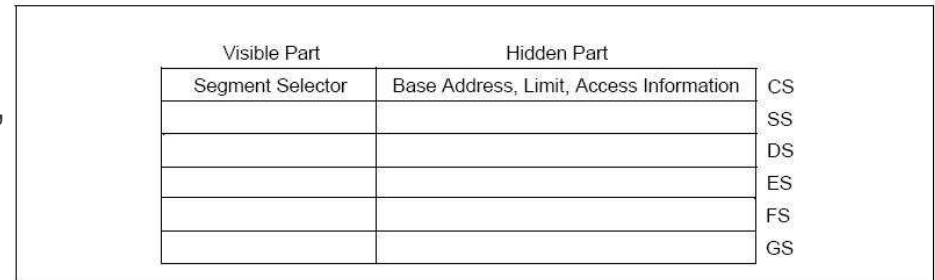 Visible Part Hidden Part
Segment Selector Base Address, Limit, Access Information CS
SS
DS
ES
FS
GS
,